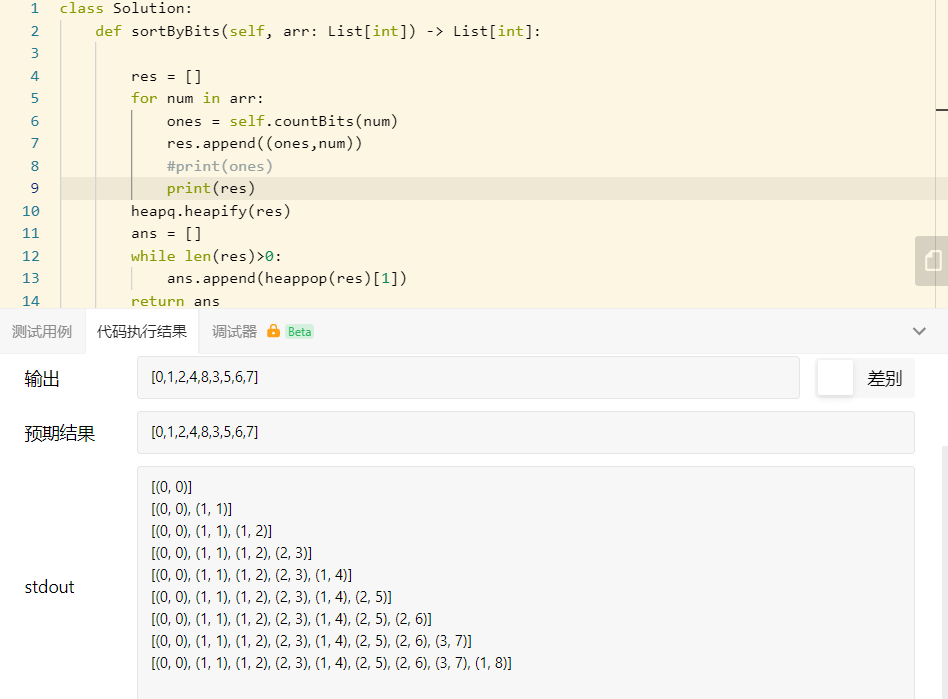 1 class Solution:
2 def sortByBits(self, arr: List[int]) -> List[int]:
3
4 res = []
5 for num in arr:
6 ones = self.countBits(num)
7 res.append((ones,num))
8 #print(ones)
9 print(res)
10 heapq.heapify(res)
11 ans = []
12 while len(res)>0:
13 ans.append(heappop(res)[1])
14 return ans
测试用例 代码执行结果 调试器 Beta
输出 [0,1,2,4,8,3,5,6,7] 差别
预期结果 [0,1,2,4,8,3,5,6,7]
stdout
[(0, 0)]
[(0, 0), (1, 1)]
[(0, 0), (1, 1), (1, 2)]
[(0, 0), (1, 1), (1, 2), (2, 3)]
[(0, 0), (1, 1), (1, 2), (2, 3), (1, 4)]
[(0, 0), (1, 1), (1, 2), (2, 3), (1, 4), (2, 5)]
[(0, 0), (1, 1), (1, 2), (2, 3), (1, 4), (2, 5), (2, 6)]
[(0, 0), (1, 1), (1, 2), (2, 3), (1, 4), (2, 5), (2, 6), (3, 7)]
[(0, 0), (1, 1), (1, 2), (2, 3), (1, 4), (2, 5), (2, 6), (3, 7), (1, 8)]